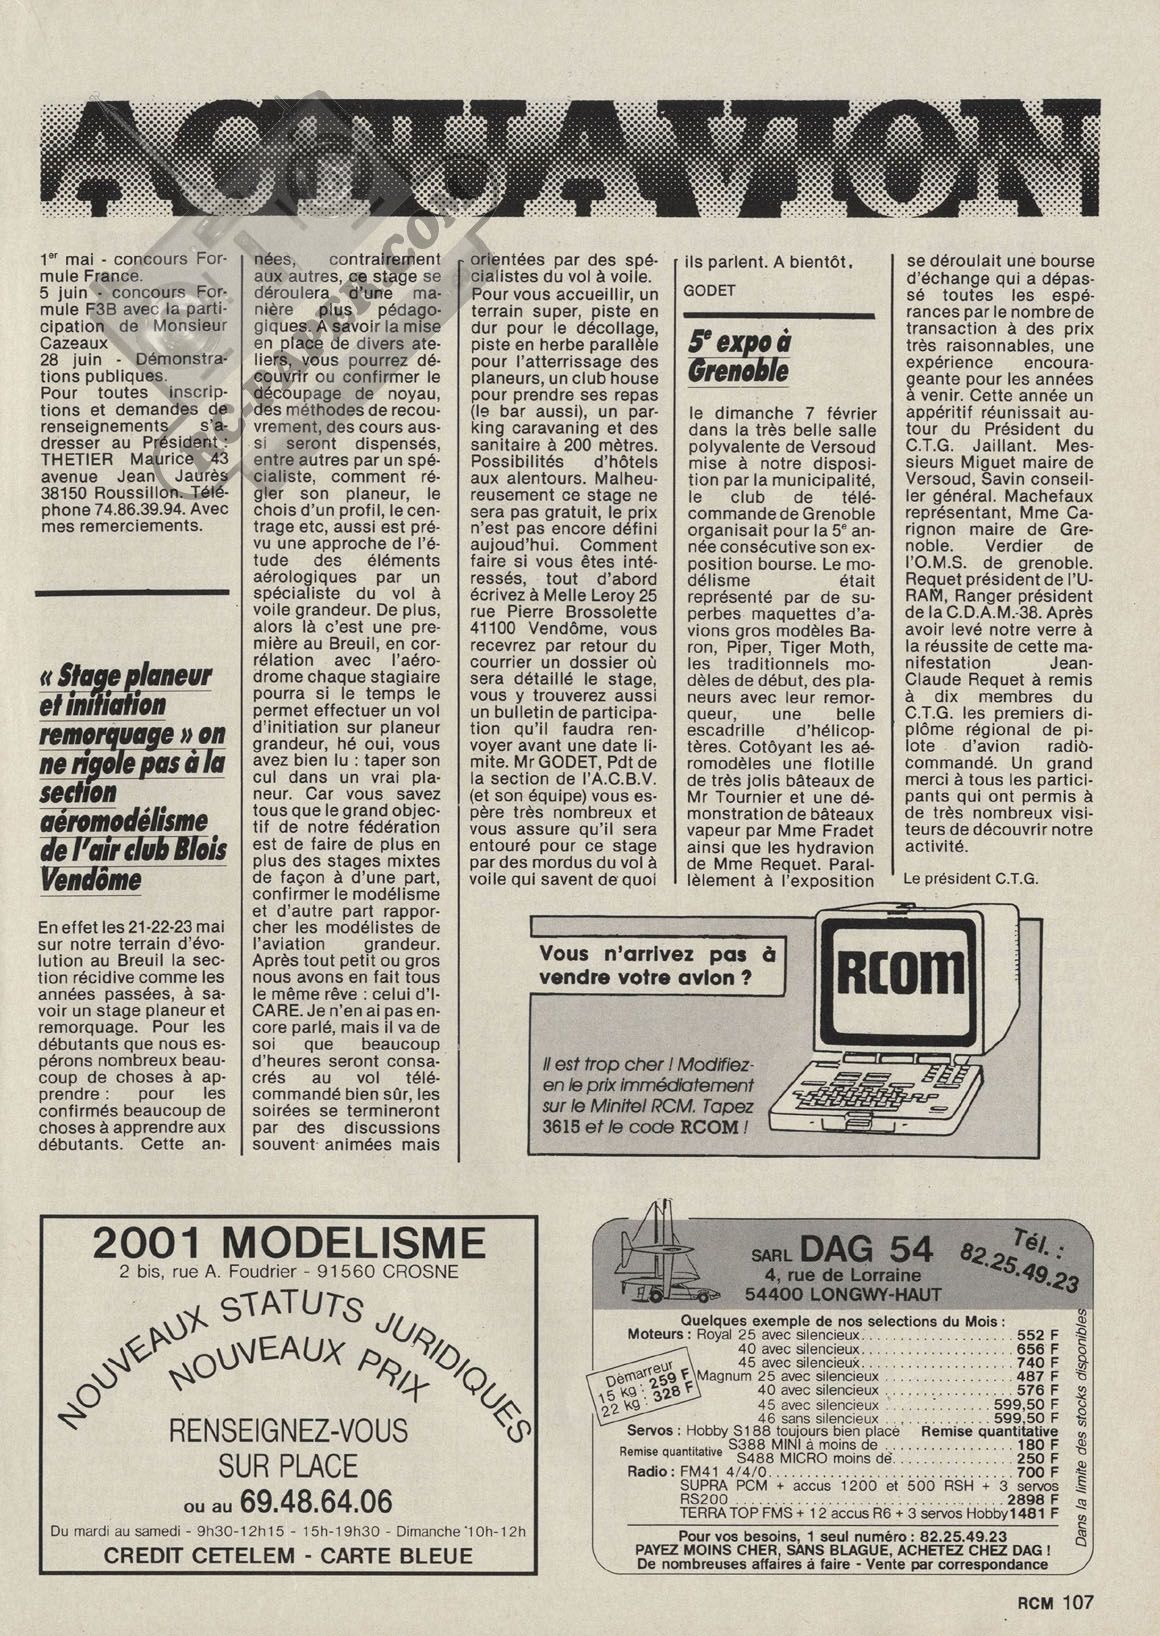 ACTUAVION
AC-PAPER.COM
1er mai - concours For-
mule France.
5 juin - concours For-
mule F3B avec la parti-
cipation de Monsieur
Cazeaux
28 juin - Démonstra-
tions publiques.
Pour toutes inscrip-
tions et demandes de
renseignements s'a-
dresser au Président :
THETIER Maurice 43
avenue Jean Jaurès
38150 Roussillon. Télé-
phone 74.86.39.94. Avec
mes remerciements.
« Stage planeur
et initiation
remorquage » on
ne rigole pas à la
section
aéromodélisme
de l'air club Blois
Vendôme
En effet les 21-22-23 mai
sur notre terrain d'évo-
lution au Breuil la sec-
tion récidive comme les
années passées, à sa-
voir un stage planeur et
remorquage. Pour les
débutants que nous es-
pérons nombreux beau-
coup de choses à ap-
prendre : pour les
confirmés beaucoup de
choses à apprendre aux
débutants. Cette an-
nées, contrairement
aux autres, ce stage se
déroulera d'une ma-
nière plus pédago-
giques. A savoir la mise
en place de divers ate-
liers, vous pourrez dé-
couvrir ou confirmer le
découpage de noyau,
des méthodes de recou-
vrement, des cours aus-
si seront dispensés,
entre autres par un spé-
cialiste, comment ré-
gler son planeur, le
chois d'un profil, le cen-
trage etc, aussi est pré-
vu une approche de l'é-
tude des éléments
aérologiques par un
spécialiste du vol à
voile grandeur. De plus,
alors là c'est une pre-
mière au Breuil, en cor-
rélation avec l'aéro-
drome chaque stagiaire
pourra si le temps le
permet effectuer un vol
d'initiation sur planeur
grandeur, hé oui, vous
avez bien lu : taper son
cul dans un vrai pla-
neur. Car vous savez
tous que le grand objec-
tif de notre fédération
est de faire de plus en
plus des stages mixtes
de façon à d'une part,
confirmer le modélisme
et d'autre part rappor-
cher les modélistes de
l'aviation grandeur.
Après tout petit ou gros
nous avons en fait tous
le même rêve : celui d'I-
CARE. Je n'en ai pas en-
core parlé, mais il va de
soi que beaucoup
d'heures seront consa-
crés au vol télé-
commandé bien sûr, les
soirées se termineront
par des discussions
souvent animées mais
orientées par des spé-
cialistes du vol à voile.
Pour vous accueillir, un
terrain super, piste en
dur pour le décollage,
piste en herbe parallèle
pour l'atterrissage des
planeurs, un club house
pour prendre ses repas
(le bar aussi), un par-
king caravaning et des
sanitaire à 200 mètres.
Possibilités d'hôtels
aux alentours. Malheu-
reusement ce stage ne
sera pas gratuit, le prix
n'est pas encore défini
aujourd'hui. Comment
faire si vous êtes inté-
ressés, tout d'abord
écrivez à Melle Leroy 25
rue Pierre Brossolette
41100 Vendôme, vous
recevrez par retour du
courrier un dossier où
sera détaillé le stage,
vous y trouverez aussi
un bulletin de participa-
tion qu'il faudra ren-
voyer avant une date li-
mite. Mr GODET, Pdt de
la section de l'A.C.B.V.
(et son équipe) vous es-
père très nombreux et
vous assure qu'il sera
entouré pour ce stage
par des mordus du vol à
voile qui savent de quoi
ils parlent. A bientôt.
GODET
5e expo à
Grenoble
le dimanche 7 février
dans la très belle salle
polyvalente de Versoud
mise à notre disposi-
tion par la municipalité,
le club de télé-
commande de Grenoble
organisait pour la 5e an-
née consécutive son ex-
position bourse. Le mo-
délisme était
représenté par de su-
perbes maquettes d'a-
vions gros modèles Ba-
ron, Piper, Tiger Moth,
les traditionnels mo-
dèles de début, des pla-
neurs avec leur remor-
queur, une belle
escadrille d'hélicop-
tères. Cotôyant les aé-
romodèles une flotille
de très jolis bâteaux de
Mr Tournier et une dé-
monstration de bâteaux
vapeur par Mme Fradet
ainsi que les hydravion
de Mme Requet. Paral-
lèlement à l'exposition
se déroulait une bourse
d'échange qui a dépas-
sé toutes les espé-
rances par le nombre de
transaction à des prix
très raisonnables, une
expérience encoura-
geante pour les années
à venir. Cette année un
appéritif réunissait au-
tour du Président du
C.T.G. Jaillant. Mes-
sieurs Miguet maire de
Versoud, Savin conseil-
ler général. Machefaux
représentant, Mme Ca-
rignon maire de Gre-
noble. Verdier de
l'O.M.S. de grenoble.
Requet président de l'U-
RAM, Ranger président
de la C.D.A.M.-38. Après
avoir levé notre verre à
la réussite de cette ma-
nifestation Jean-
Claude Requet à remis
à dix membres du
C.T.G. les premiers di-
plôme régional de pi-
lote d'avion radio-
commandé. Un grand
merci à tous les partici-
pants qui ont permis à
de très nombreux visi-
teurs de découvrir notre
activité.
Le président C.T.G.
Vous n'arrivez pas à
vendre votre avion ?
RCOM
Il est trop cher ! Modifiez-
en le prix immédiatement
sur le Minitel RCM. Tapez
3615 et le code RCOM !
2001 MODELISME
2 bis, rue A. Foudrier - 91560 CROSNE
NOUVEAUX STATUTS JURIDIQUES
NOUVEAUX PRIX
RENSEIGNEZ-VOUS
SUR PLACE
ou au 69.48.64.06
Du mardi au samedi - 9h30-12h15 - 15h-19h30 - Dimanche 10h-12h
CREDIT CETELEM - CARTE BLEUE
SARL DAG 54
4, rue de Lorraine
54400 LONGWY-HAUT
Tél. :
82.25.49.23
Quelques exemple de nos selections du Mois :
Moteurs : Royal 25 avec silencieux 552 F
40 avec silencieux 656 F
45 avec silencieux 740 F
Démarreur
15 kg : 259 F
22 kg : 328 F
Magnum 25 avec silencieux 487 F
40 avec silencieux 576 F
45 avec silencieux 599,50 F
46 sans silencieux 599,50 F
Servos : Hobby S188 toujours bien placé Remise quantitative
S388 MINI à moins de 180 F
Remise quantitative
S488 MICRO moins de 250 F
Radio : FM41 4/4/0 700 F
SUPRA PCM + accus 1200 et 500 RSH + 3 servos
RS200 2898 F
TERRA TOP FMS + 12 accus R6 + 3 servos Hobby 1481 F
Dans la limite des stocks disponibles
Pour vos besoins, 1 seul numéro : 82.25.49.23
PAYEZ MOINS CHER, SANS BLAGUE, ACHETEZ CHEZ DAG !
De nombreuses affaires à faire - Vente par correspondance
RCM 107